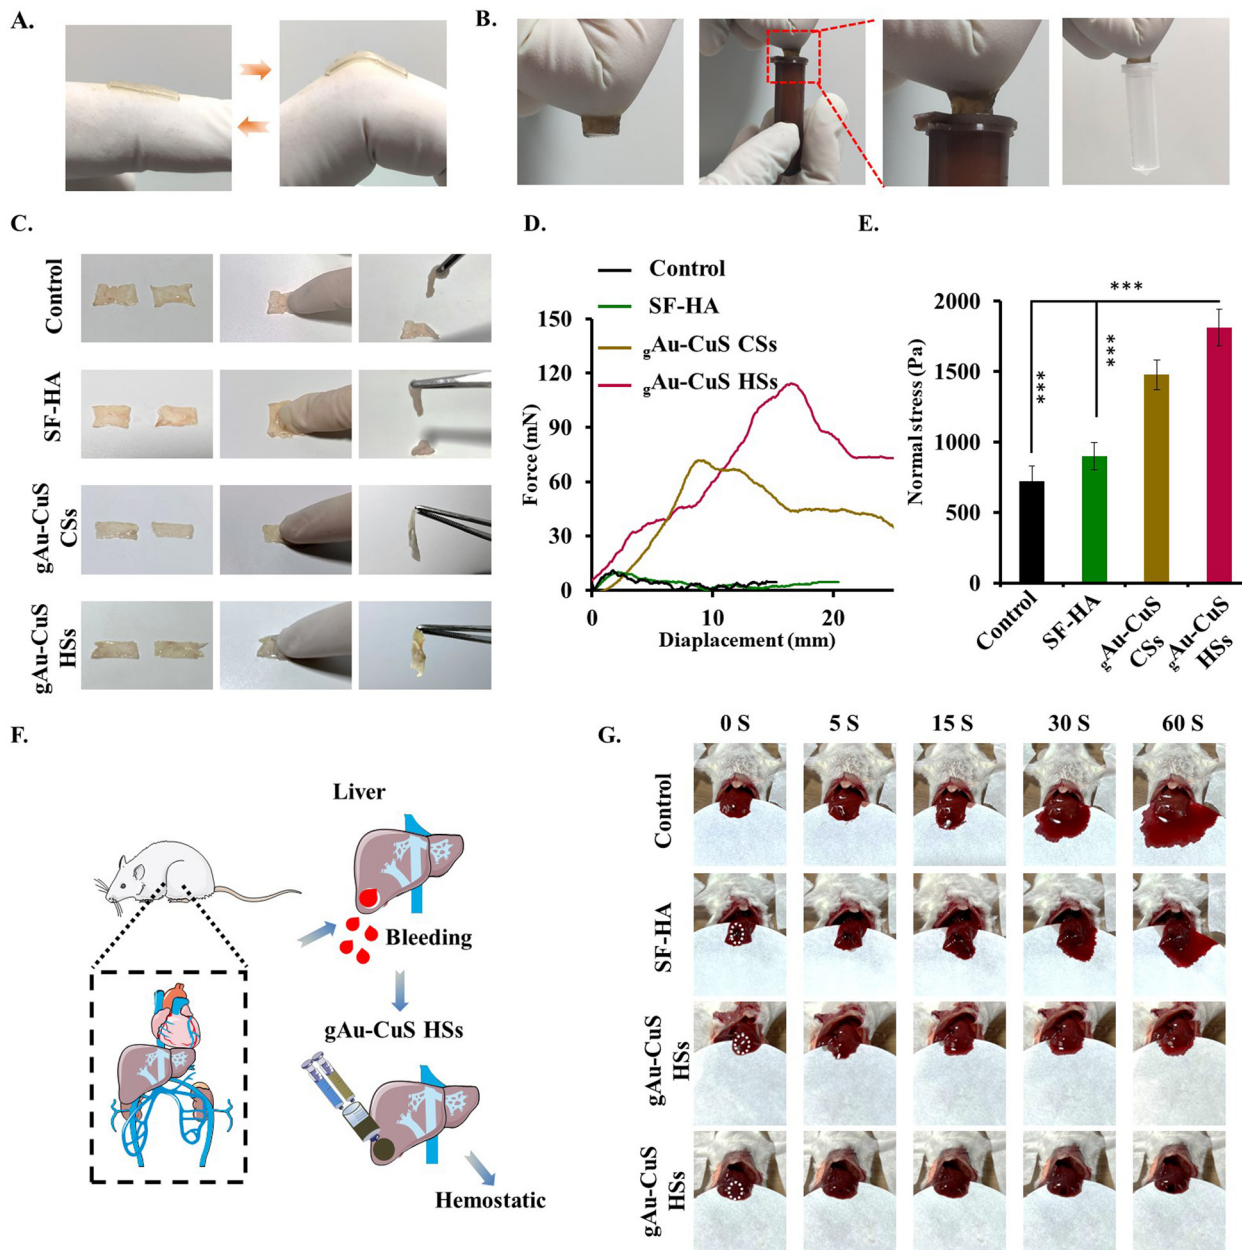 A.
B.
C.
Control
SF-HA
gAu-CuS
CSs
gAu-CuS
HSs
D.
Control
SF-HA
gAu-CuS CSs
gAu-CuS HSs
150
120
90
60
30
0
0
10
20
Force (mN)
Diaplacement (mm)
E.
***
***
***
2000
1500
1000
500
0
Normal stress (Pa)
Control
SF-HA
gAu-CuS
CSs
gAu-CuS
HSs
F.
Liver
Bleeding
gAu-CuS HSs
Hemostatic
G.
0 S
5 S
15 S
30 S
60 S
Control
SF-HA
gAu-CuS
HSs
gAu-CuS
HSs